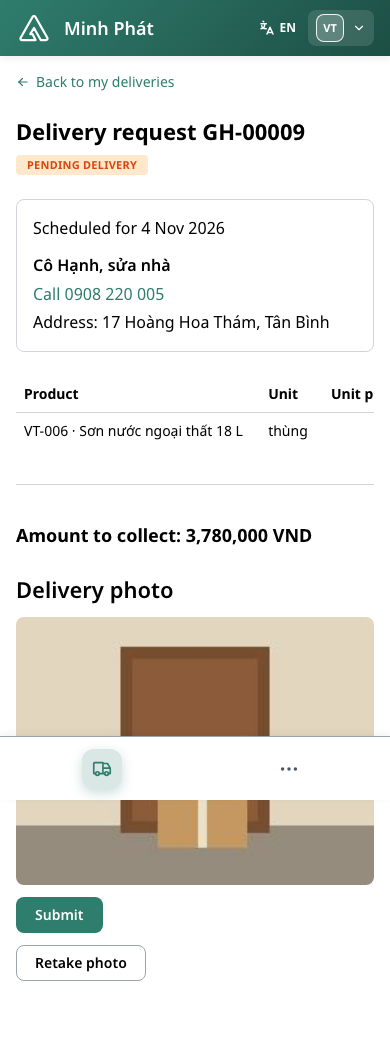 Minh Phát
EN
VT
Back to my deliveries
Delivery request GH-00009
PENDING DELIVERY
Scheduled for 4 Nov 2026
Cô Hạnh, sửa nhà
Call 0908 220 005
Address: 17 Hoàng Hoa Thám, Tân Bình
Product Unit Unit p
VT-006 · Sơn nước ngoại thất 18 L thùng
Amount to collect: 3,780,000 VND
Delivery photo
Submit
Retake photo